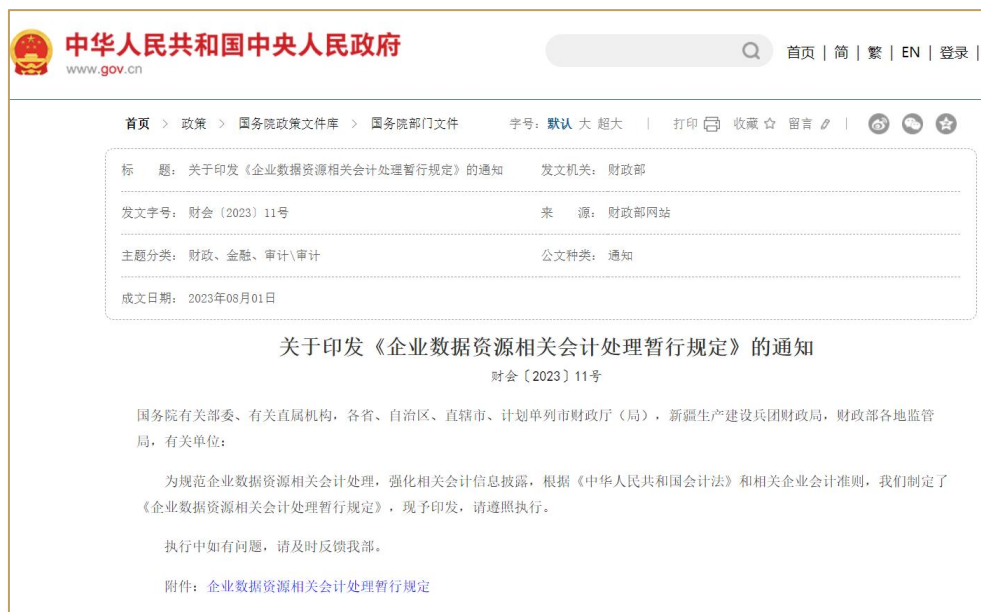 中华人民共和国中央人民政府
www.gov.cn
首页 | 简 | 繁 | EN | 登录 |
首页 > 政策 > 国务院政策文件库 > 国务院部门文件 字号：默认 大 超大 | 打印 收藏 留言 |
标 题： 关于印发《企业数据资源相关会计处理暂行规定》的通知 发文机关： 财政部
发文字号： 财会〔2023〕11号 来 源： 财政部网站
主题分类： 财政、金融、审计\审计 公文种类： 通知
成文日期： 2023年08月01日
关于印发《企业数据资源相关会计处理暂行规定》的通知
财会〔2023〕11号
国务院有关部委、有关直属机构，各省、自治区、直辖市、计划单列市财政厅（局），新疆生产建设兵团财政局，财政部各地监管
局，有关单位：
为规范企业数据资源相关会计处理，强化相关会计信息披露，根据《中华人民共和国会计法》和相关企业会计准则，我们制定了
《企业数据资源相关会计处理暂行规定》，现予印发，请遵照执行。
执行中如有问题，请及时反馈我部。
附件：企业数据资源相关会计处理暂行规定